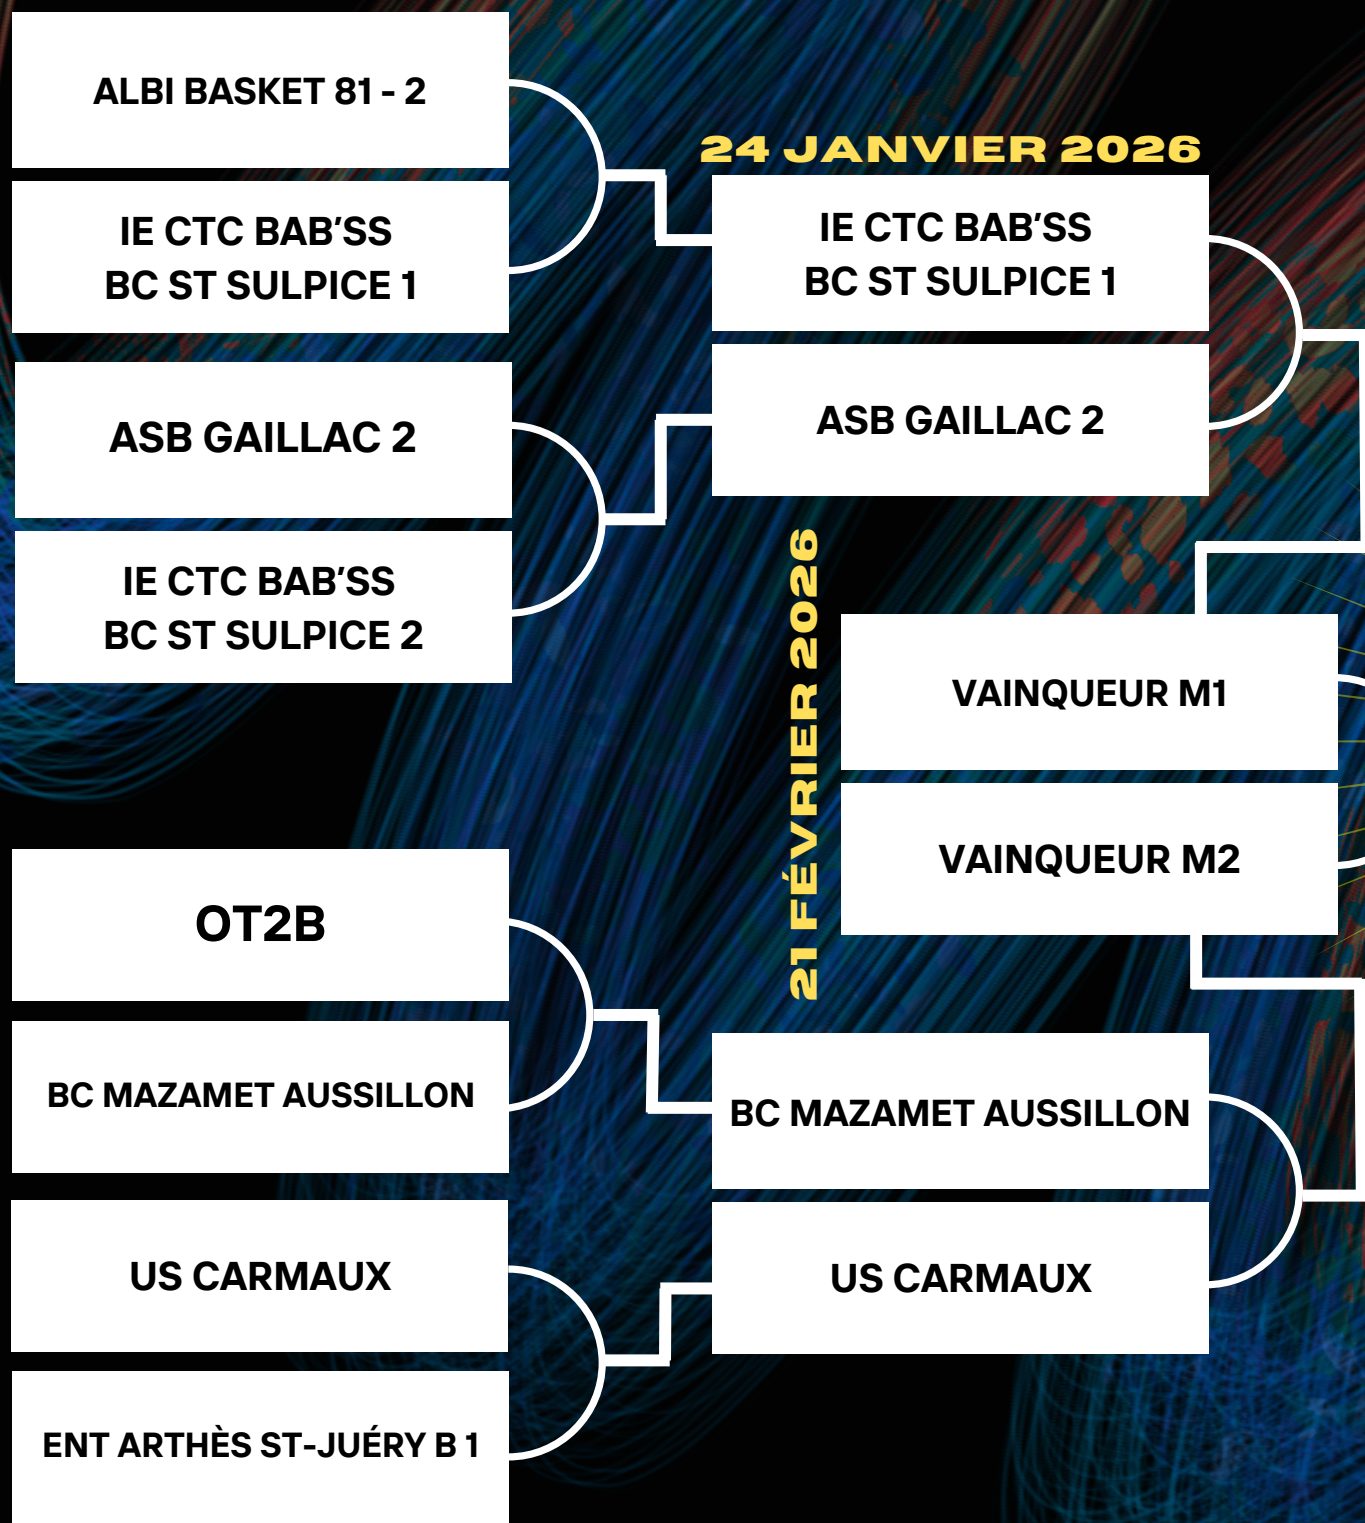 ALBI BASKET 81 - 2
IE CTC BAB'SS
BC ST SULPICE 1
ASB GAILLAC 2
IE CTC BAB'SS
BC ST SULPICE 2
OT2B
BC MAZAMET AUSSILLON
US CARMAUX
ENT ARTHÈS ST-JUÉRY B 1
24 JANVIER 2026
IE CTC BAB'SS
BC ST SULPICE 1
ASB GAILLAC 2
BC MAZAMET AUSSILLON
US CARMAUX
21 FÉVRIER 2026
VAINQUEUR M1
VAINQUEUR M2